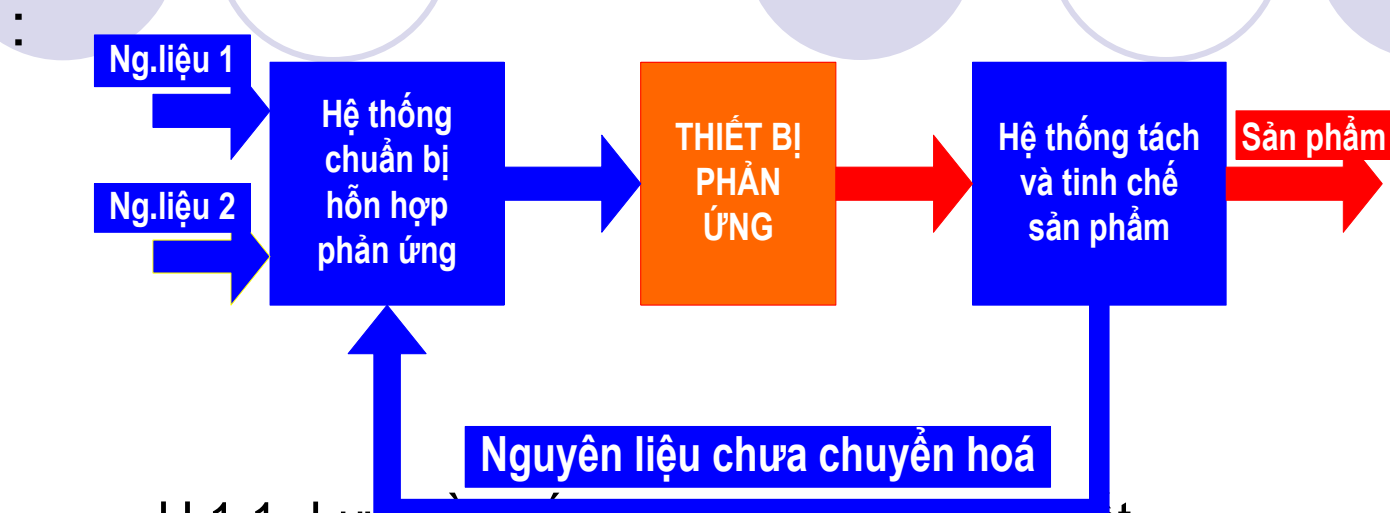 :
Ng.liệu 1
Ng.liệu 2
Hệ thống
chuẩn bị
hỗn hợp
phản ứng
THIẾT BỊ
PHẢN
ỨNG
Hệ thống tách
và tinh chế
sản phẩm
Sản phẩm
Nguyên liệu chưa chuyển hoá